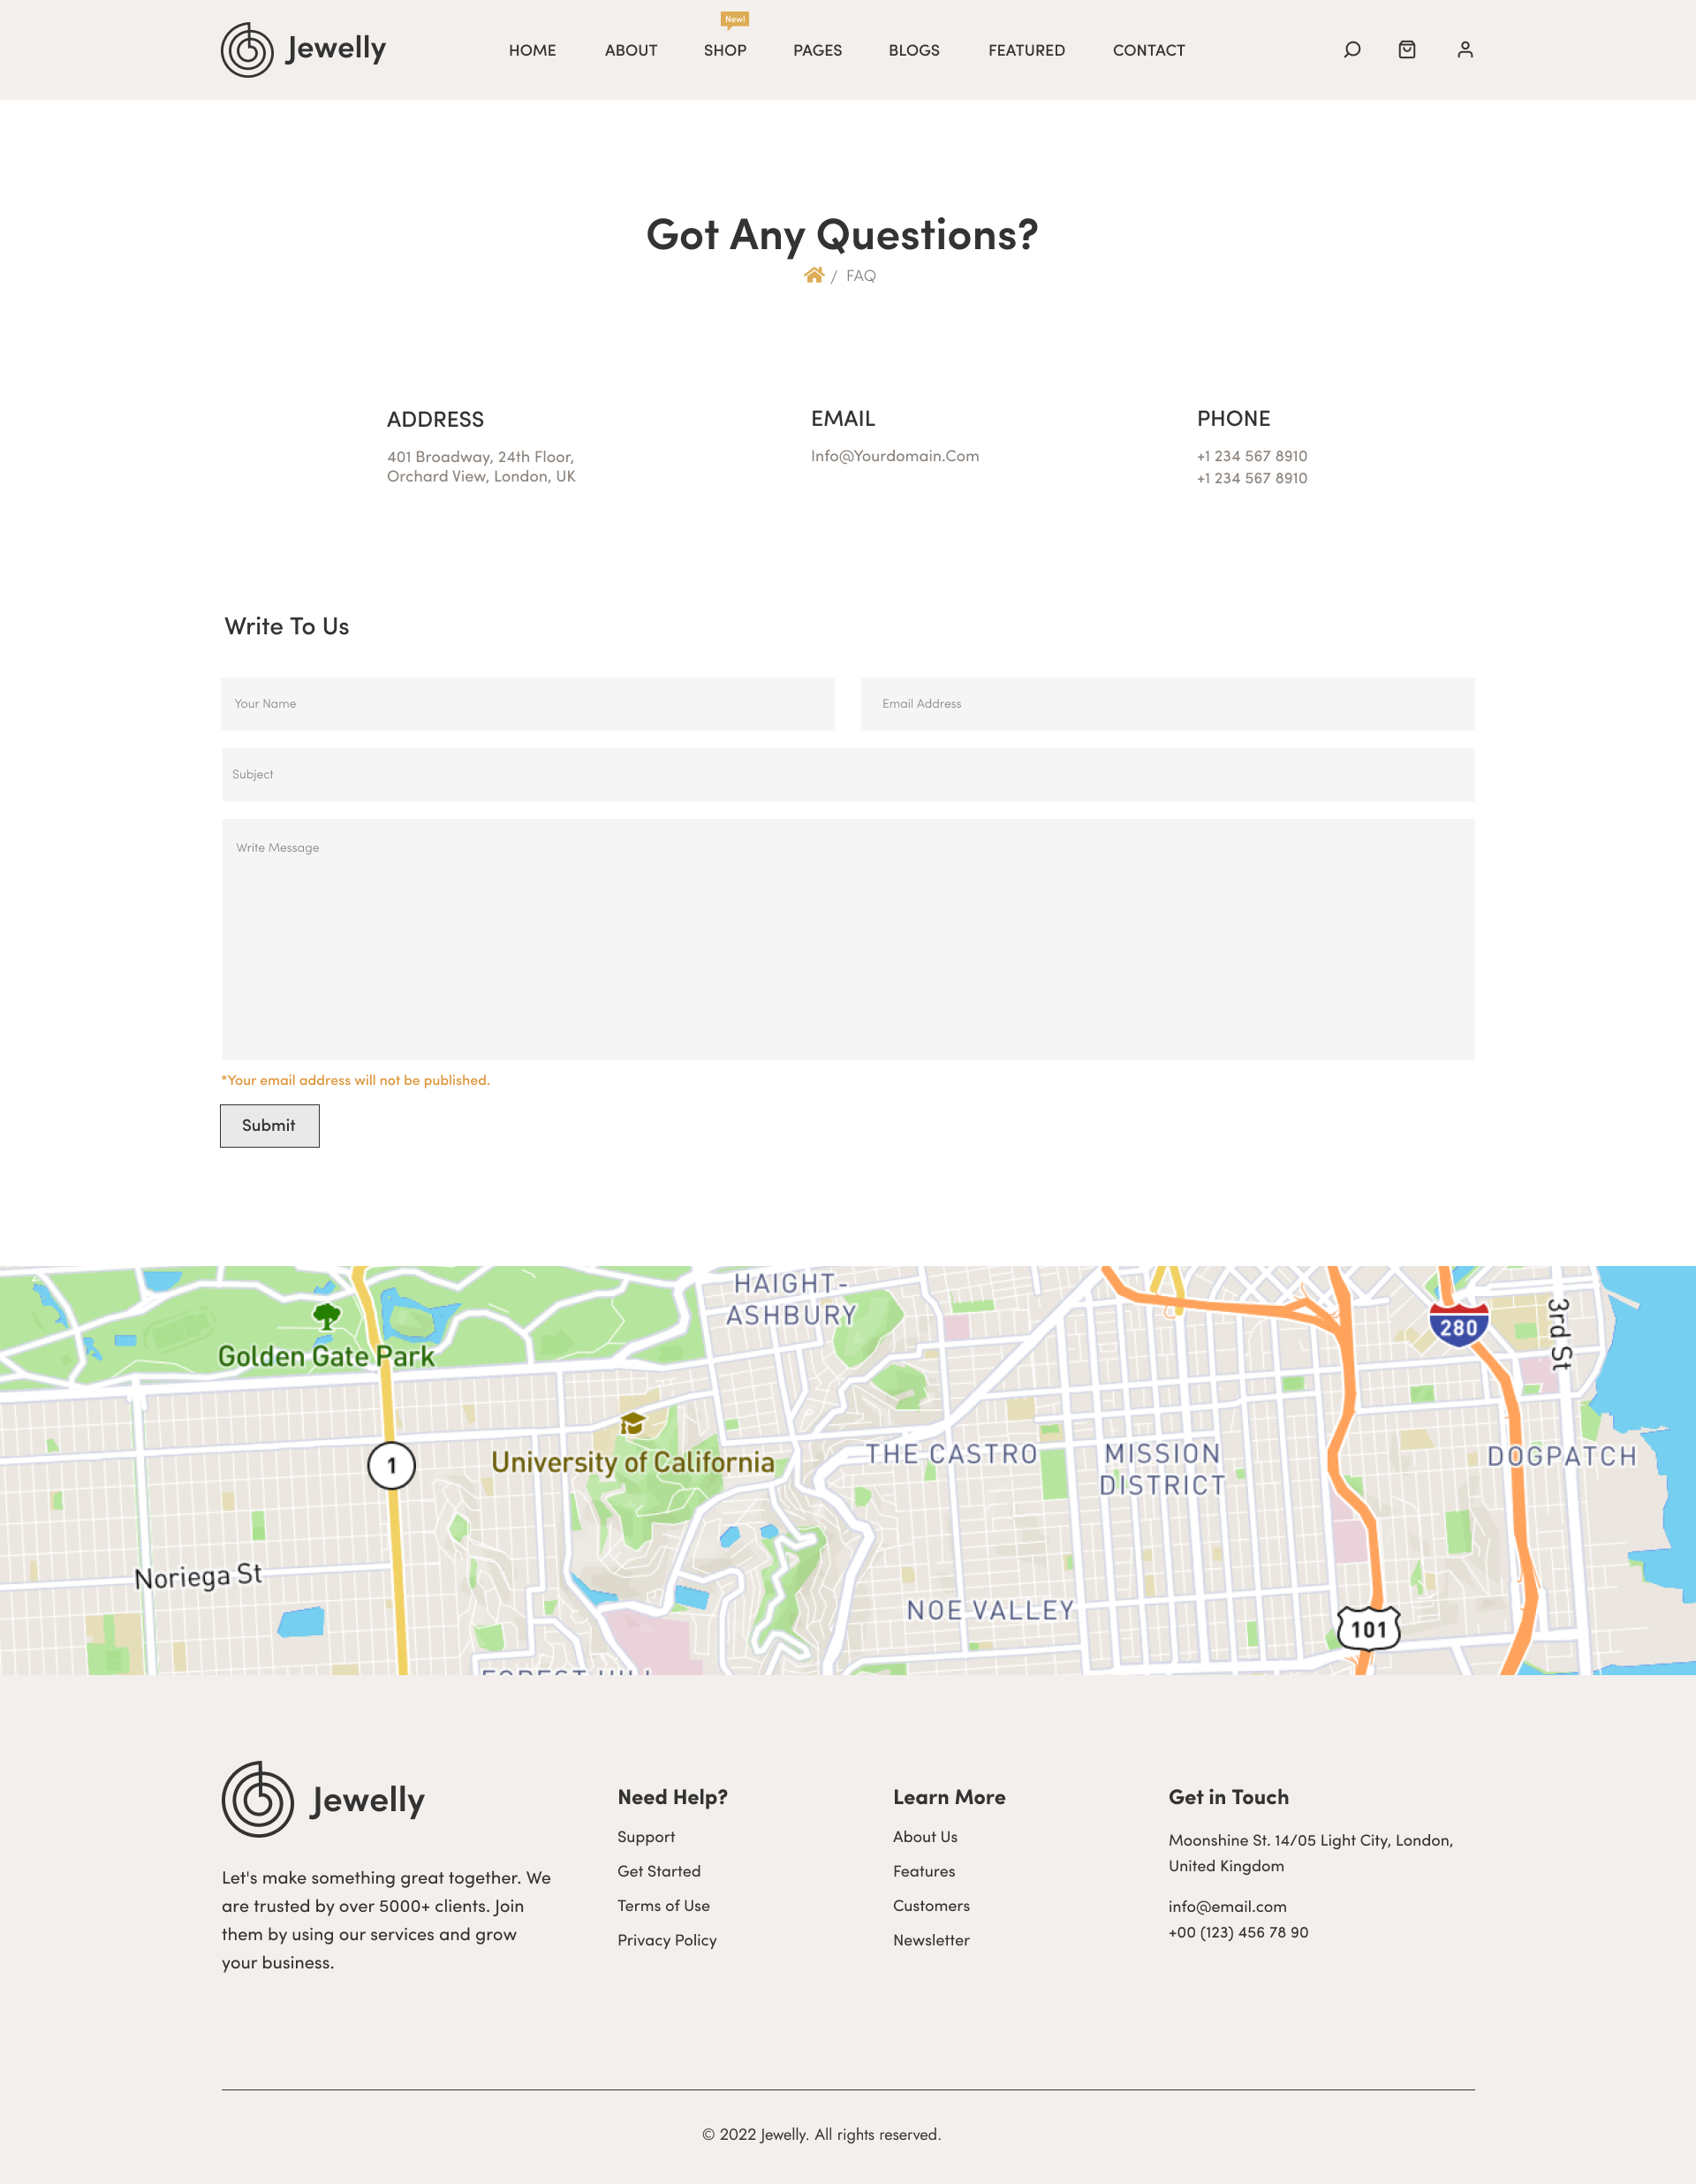 Jewelly
HOME
ABOUT
New!
SHOP
PAGES
BLOGS
FEATURED
CONTACT
Got Any Questions?
/ FAQ
ADDRESS
401 Broadway, 24th Floor,
Orchard View, London, UK
EMAIL
Info@Yourdomain.Com
PHONE
+1 234 567 8910
+1 234 567 8910
Write To Us
Your Name
Email Address
Subject
Write Message
*Your email address will not be published.
Submit
HAIGHT-
ASHBURY
280
3rd St
Golden Gate Park
1
University of California
THE CASTRO
MISSION
DISTRICT
DOGPATCH
Noriega St
NOE VALLEY
101
FOREST HILL
Jewelly
Let's make something great together. We
are trusted by over 5000+ clients. Join
them by using our services and grow
your business.
Need Help?
Support
Get Started
Terms of Use
Privacy Policy
Learn More
About Us
Features
Customers
Newsletter
Get in Touch
Moonshine St. 14/05 Light City, London,
United Kingdom
info@email.com
+00 (123) 456 78 90
© 2022 Jewelly. All rights reserved.